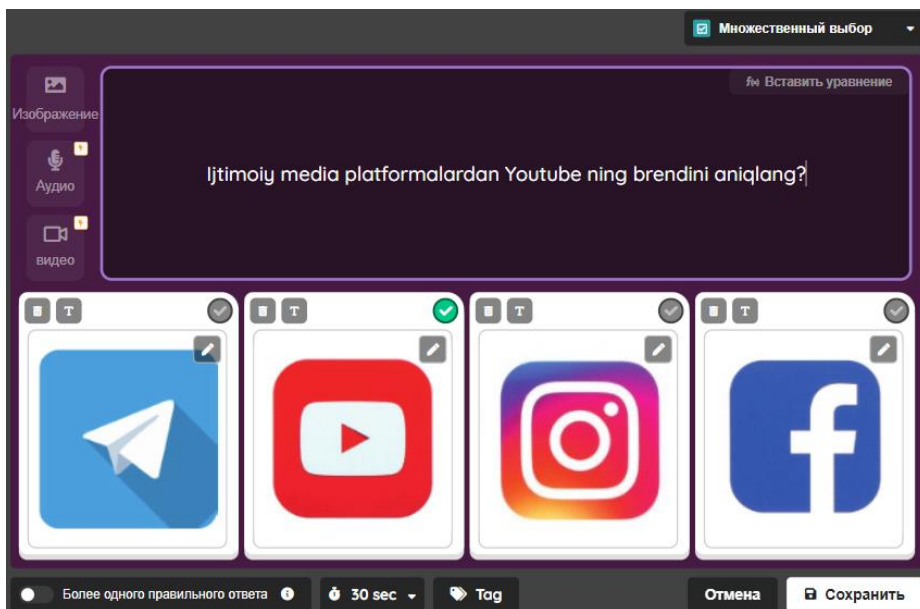 Множественный выбор
Изображение
Аудио
видео
f(x) Вставить уравнение
Ijtimoiy media platformalardan Youtube ning brendini aniqlang?
T
T
T
T
Более одного правильного ответа
30 sec
Tag
Отмена
Сохранить